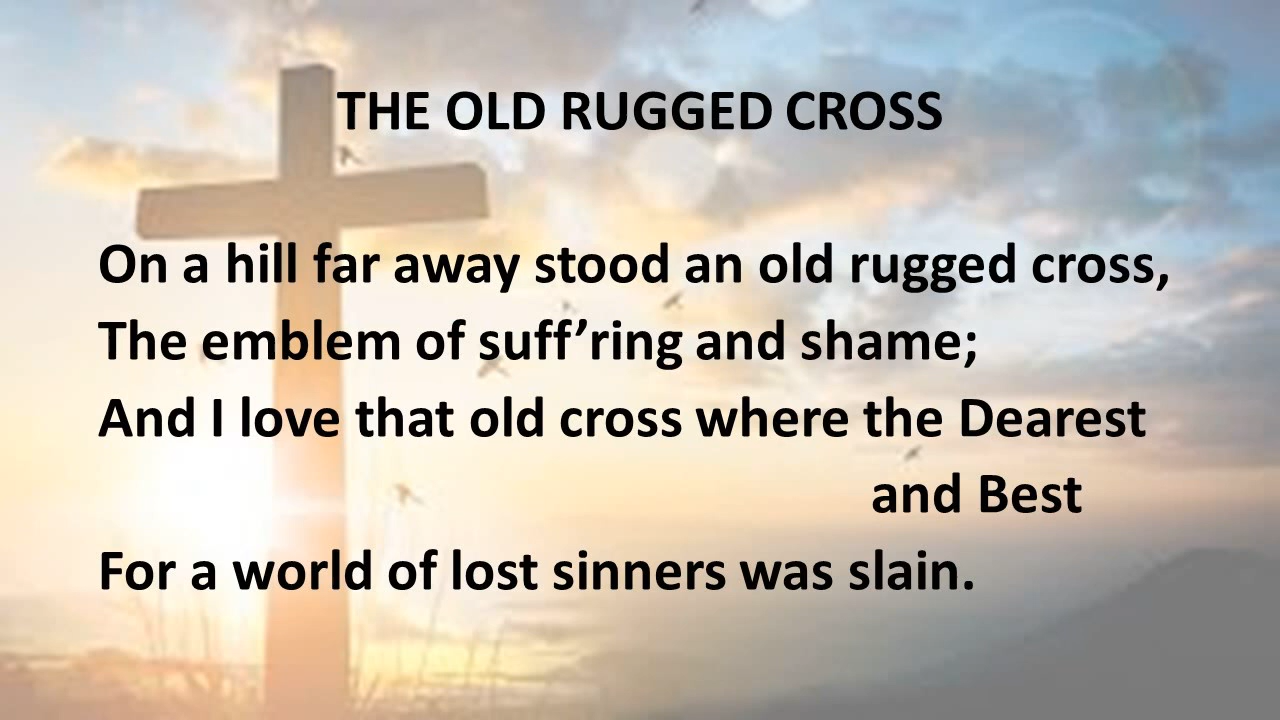 THE OLD RUGGED CROSS
On a hill far away stood an old rugged cross,
The emblem of suff’ring and shame;
And I love that old cross where the Dearest
and Best
For a world of lost sinners was slain.